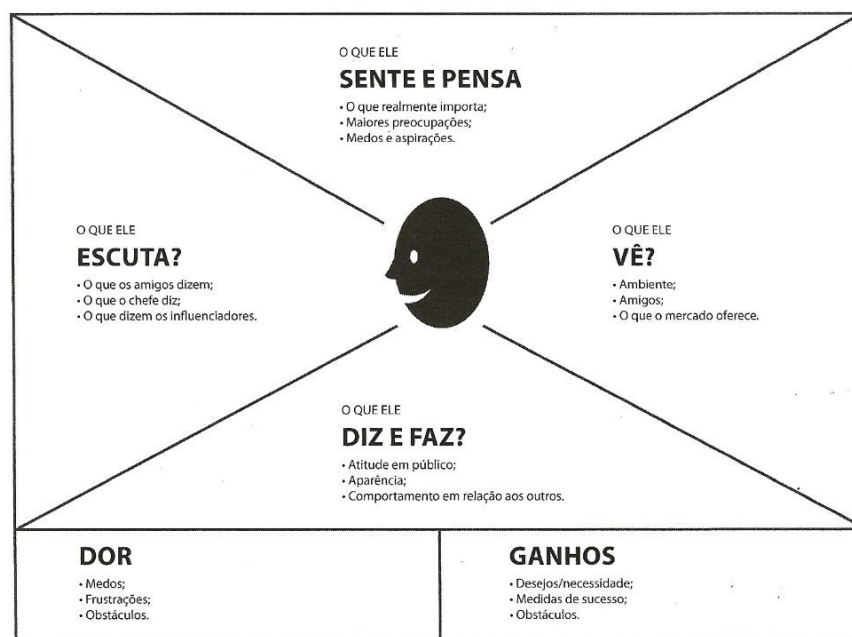 O QUE ELE
SENTE E PENSA
• O que realmente importa;
• Maiores preocupações;
• Medos e aspirações.
O QUE ELE
ESCUTA?
• O que os amigos dizem;
• O que o chefe diz;
• O que dizem os influenciadores.
O QUE ELE
VÊ?
• Ambiente;
• Amigos;
• O que o mercado oferece.
O QUE ELE
DIZ E FAZ?
• Atitude em público;
• Aparência;
• Comportamento em relação aos outros.
DOR
• Medos;
• Frustrações;
• Obstáculos.
GANHOS
• Desejos/necessidade;
• Medidas de sucesso;
• Obstáculos.